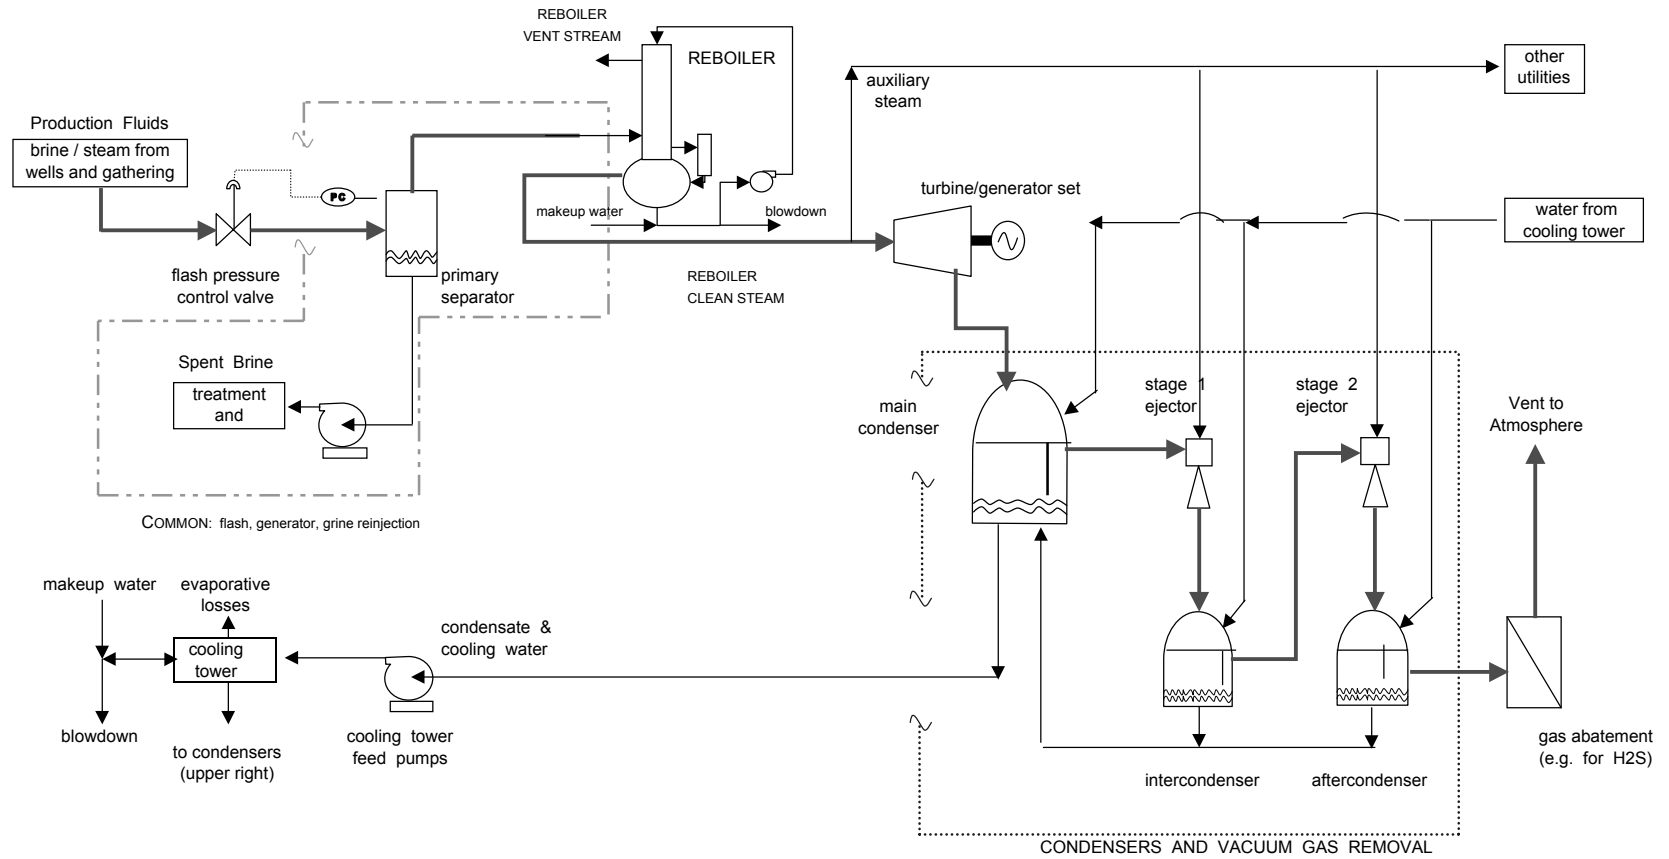 REBOILER
VENT STREAM
REBOILER
auxiliary
steam
other
utilities
Production Fluids
brine / steam from
wells and gathering
PC
flash pressure
control valve
primary
separator
makeup water
blowdown
REBOILER
CLEAN STEAM
turbine/generator set
water from
cooling tower
Spent Brine
treatment
and
COMMON: flash, generator, grine reinjection
main
condenser
stage 1
ejector
stage 2
ejector
Vent to
Atmosphere
makeup water
evaporative
losses
cooling
tower
blowdown
to condensers
(upper right)
condensate &
cooling water
cooling tower
feed pumps
intercondenser
aftercondenser
gas abatement
(e.g. for H2S)
CONDENSERS AND VACUUM GAS REMOVAL